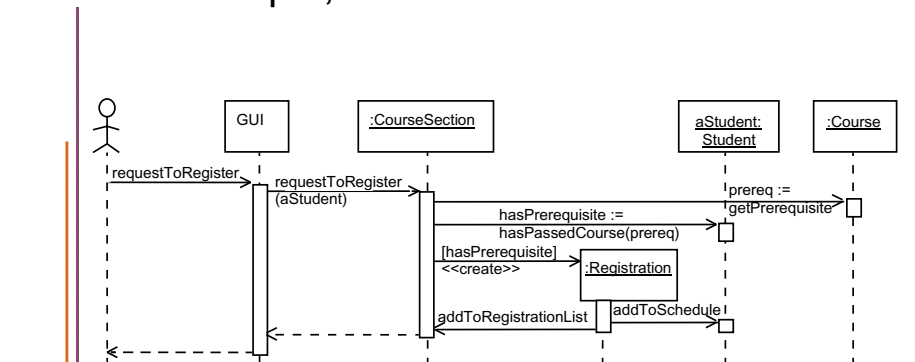 GUI
:CourseSection
aStudent:
Student
:Course
requestToRegister
requestToRegister
(aStudent)
prereq :=
getPrerequisite
hasPrerequisite :=
hasPassedCourse(prereq)
[hasPrerequisite]
<<create>>
:Registration
addToRegistrationList
addToSchedule